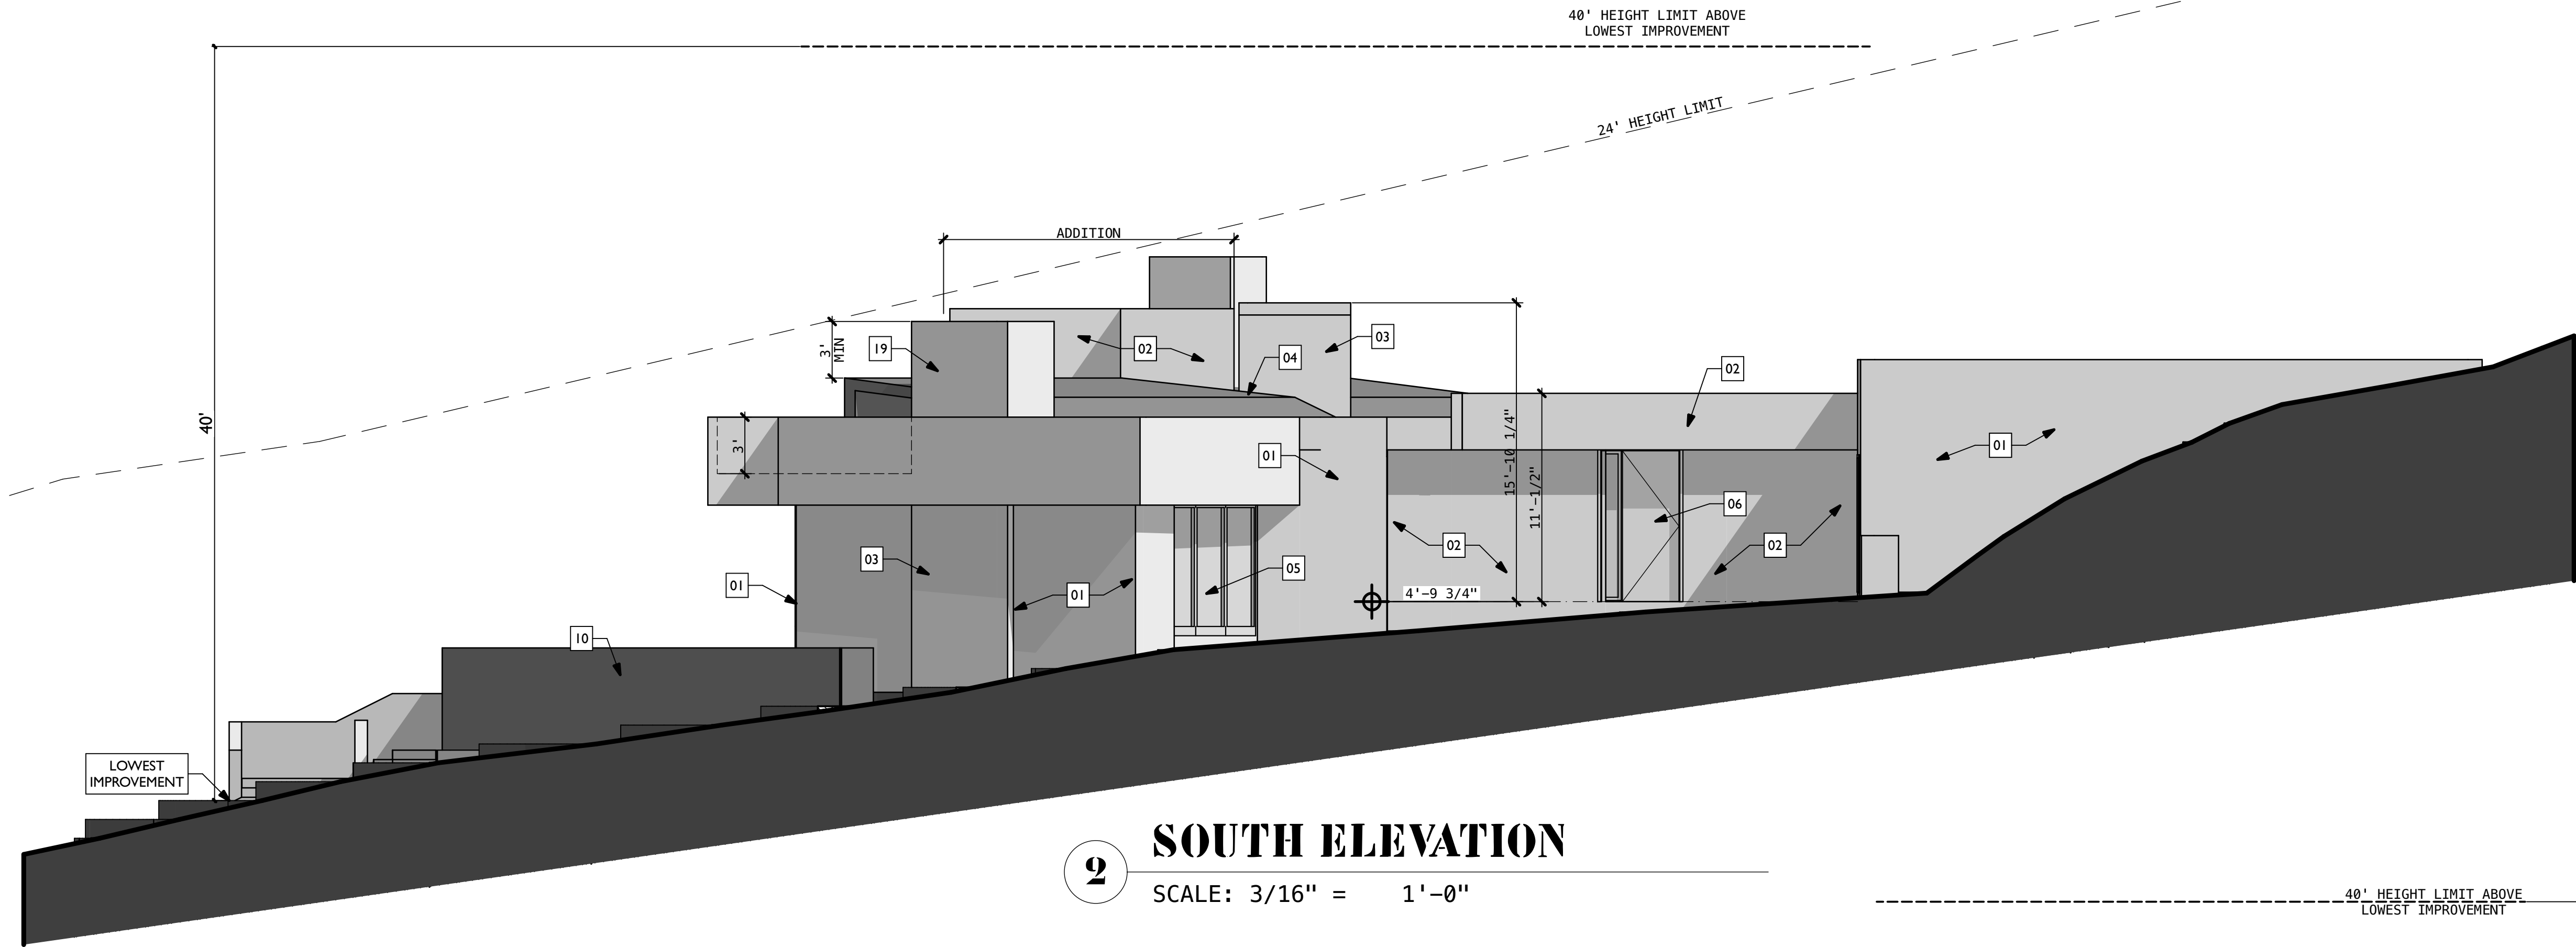 40' HEIGHT LIMIT ABOVE
LOWEST IMPROVEMENT
24' HEIGHT LIMIT
ADDITION
3'
MIN
19
02
03
04
02
40'
3'
01
15'-10 1/4"
11'-1/2"
01
06
03
02
02
05
01
01
4'-9 3/4"
10
LOWEST
IMPROVEMENT
2
SOUTH ELEVATION
SCALE: 3/16" = 1'-0"
40' HEIGHT LIMIT ABOVE
LOWEST IMPROVEMENT